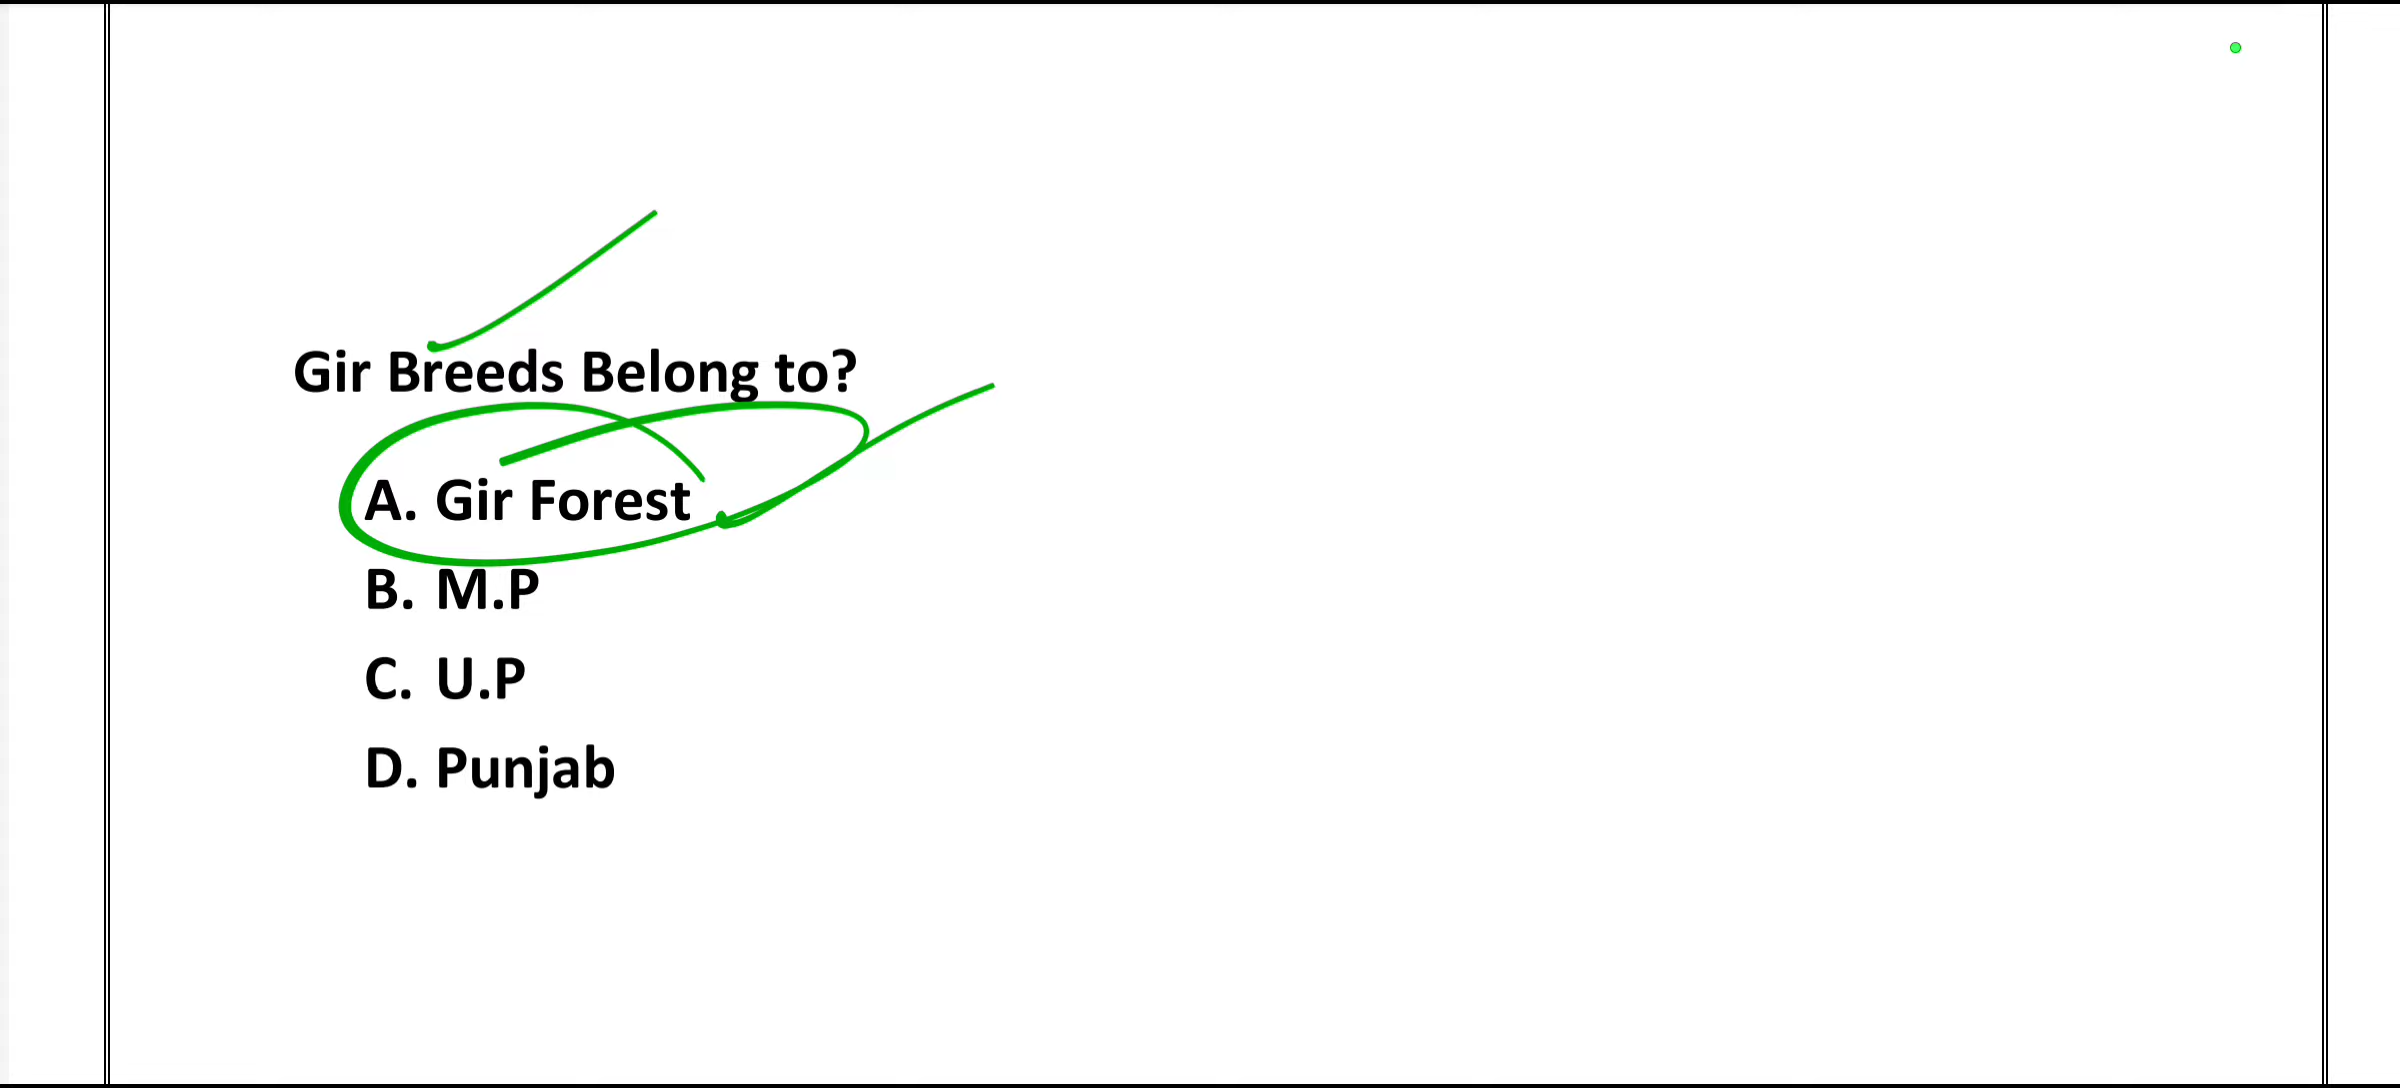 Gir Breeds Belong to?
A. Gir Forest
B. M.P
C. U.P
D. Punjab